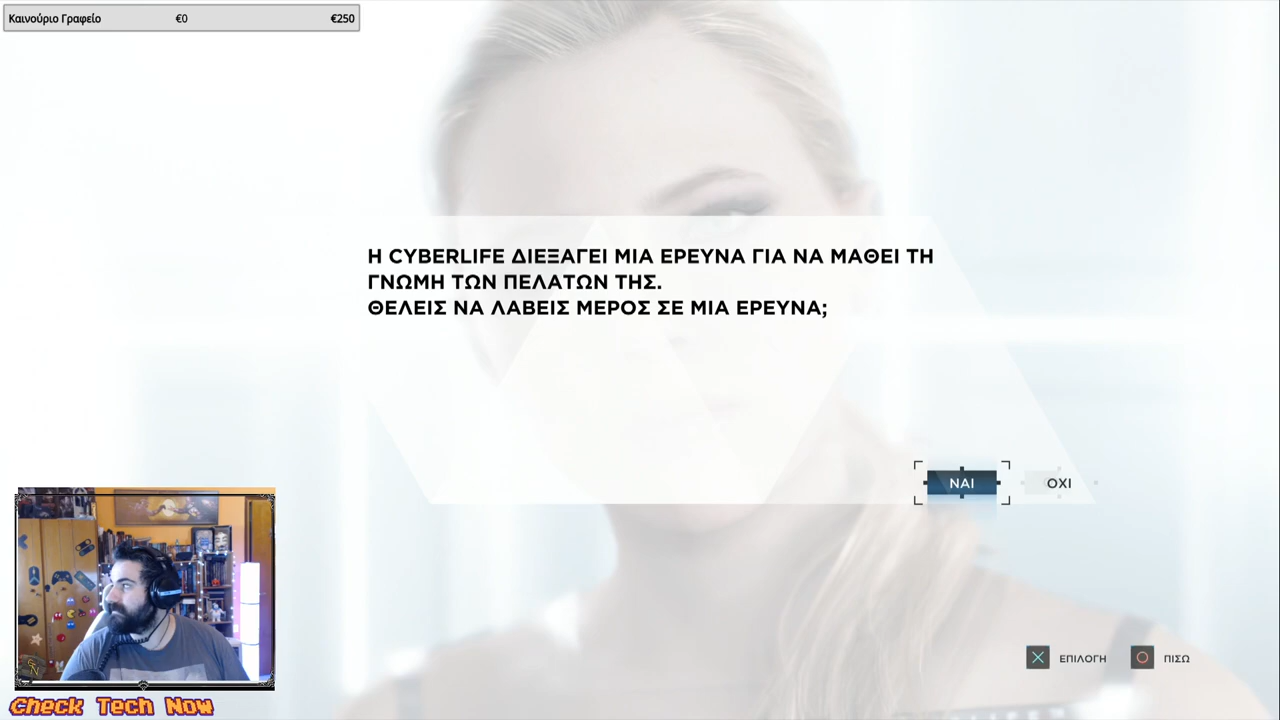 Καινούριο Γραφείο €0 €250
Η CYBERLIFE ΔΙΕΞΑΓΕΙ ΜΙΑ ΕΡΕΥΝΑ ΓΙΑ ΝΑ ΜΑΘΕΙ ΤΗ
ΓΝΩΜΗ ΤΩΝ ΠΕΛΑΤΩΝ ΤΗΣ.
ΘΕΛΕΙΣ ΝΑ ΛΑΒΕΙΣ ΜΕΡΟΣ ΣΕ ΜΙΑ ΕΡΕΥΝΑ;
ΝΑΙ ΟΧΙ
ΕΠΙΛΟΓΗ ΠΙΣΩ
Check Tech Now